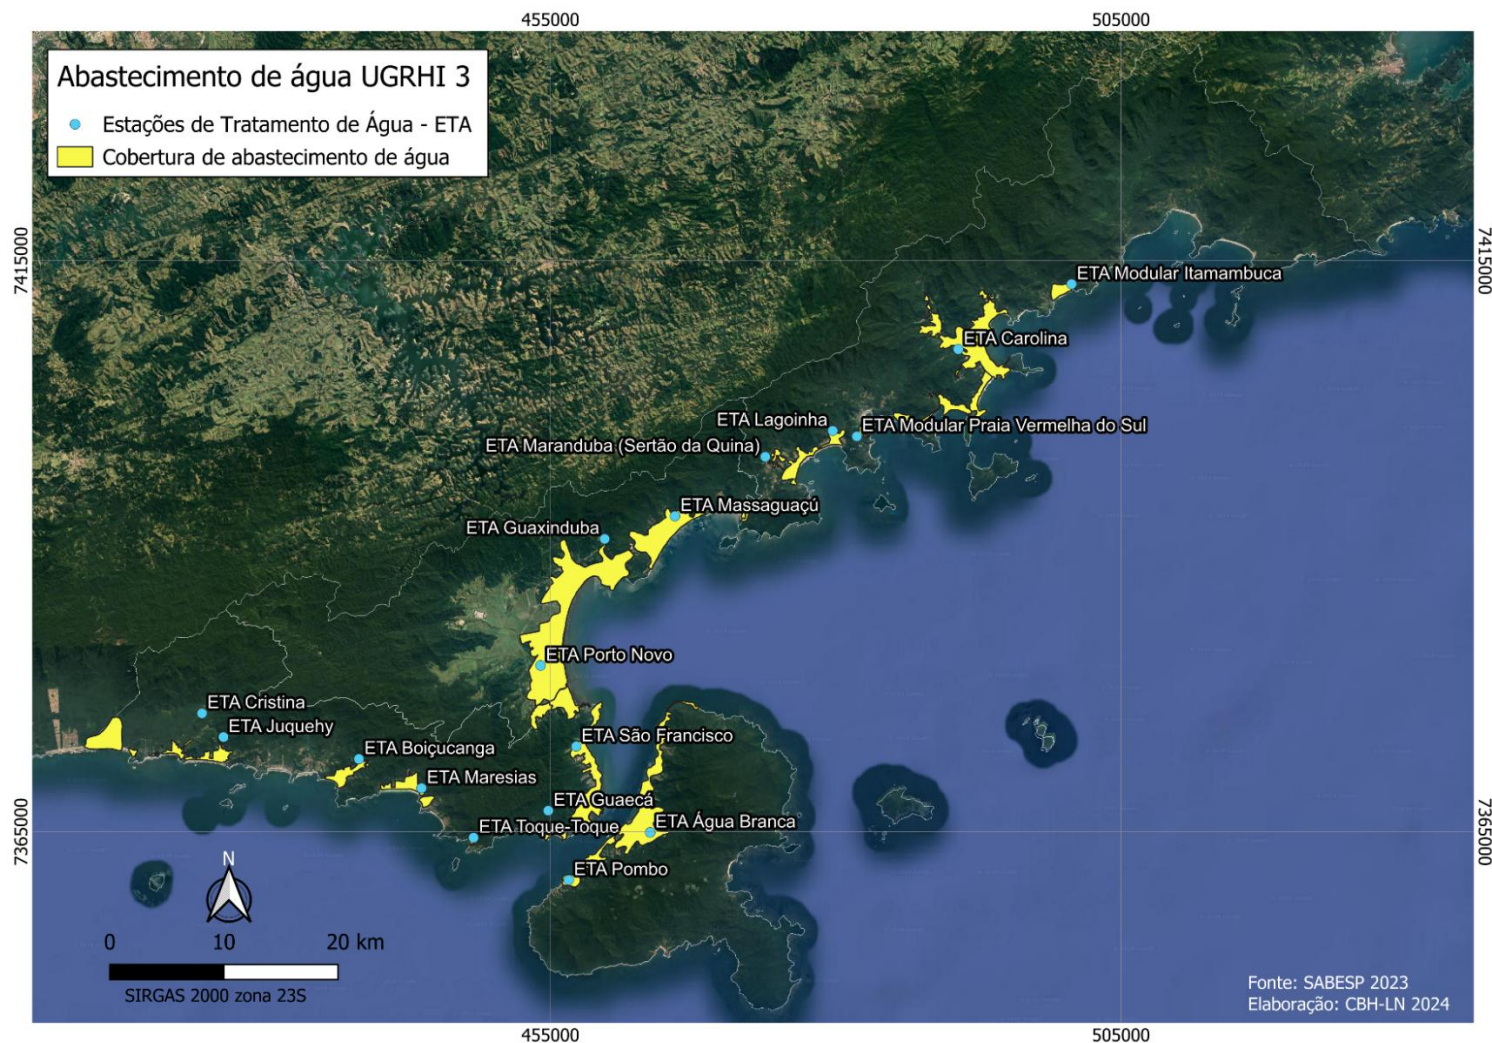 455000
505000
Abastecimento de água UGRHI 3
Estações de Tratamento de Água - ETA
Cobertura de abastecimento de água
7415000
7415000
ETA Modular Itamambuca
ETA Carolina
ETA Lagoinha
ETA Modular Praia Vermelha do Sul
ETA Maranduba (Sertão da Quina)
ETA Massaguaçú
ETA Guaxinduba
ETA Porto Novo
ETA Cristina
ETA Juquehy
ETA São Francisco
ETA Boiçucanga
ETA Maresias
ETA Guaecá
ETA Toque-Toque
ETA Água Branca
7365000
7365000
ETA Pombo
N
0 10 20 km
SIRGAS 2000 zona 23S
Fonte: SABESP 2023
Elaboração: CBH-LN 2024
455000
505000